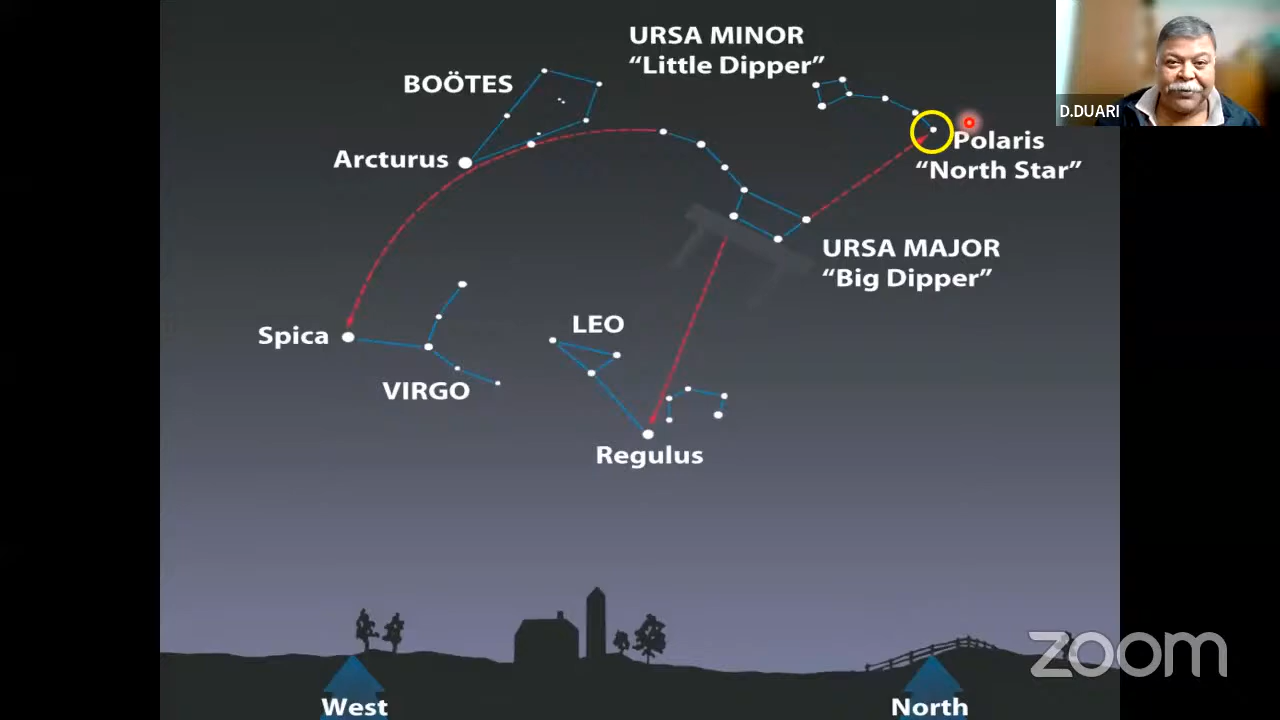 URSA MINOR
“Little Dipper”
BOÖTES
D.DUARI
Arcturus
Polaris
“North Star”
URSA MAJOR
“Big Dipper”
Spica
LEO
VIRGO
Regulus
zoom
West
North